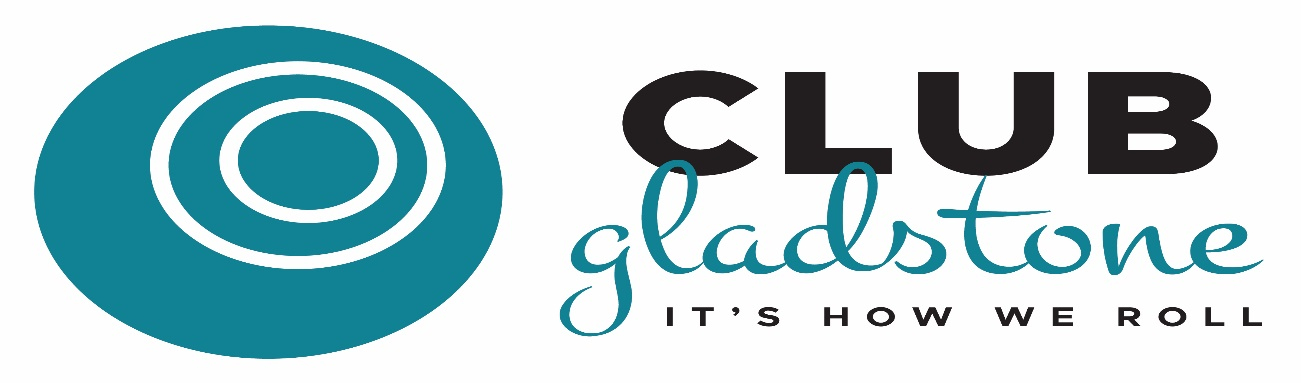 CLUB
gladstone
IT'S HOW WE ROLL